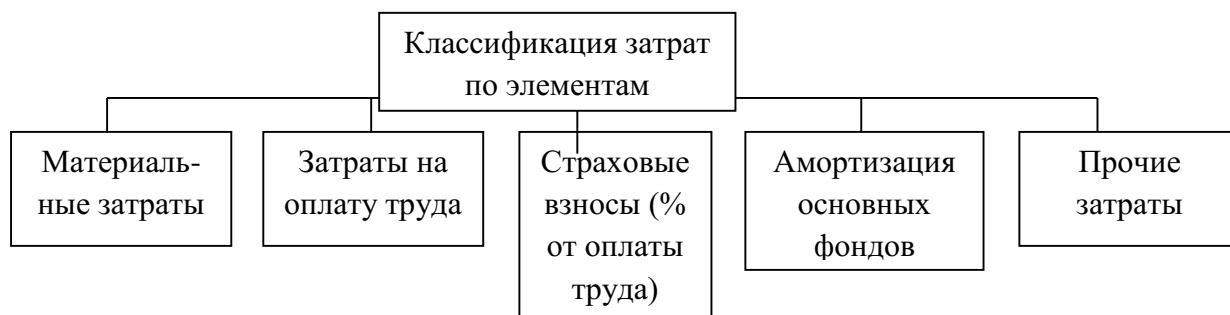 Классификация затрат
по элементам
Материаль-
ные затраты
Затраты на
оплату труда
Страховые
взносы (%
от оплаты
труда)
Амортизация
основных
фондов
Прочие
затраты